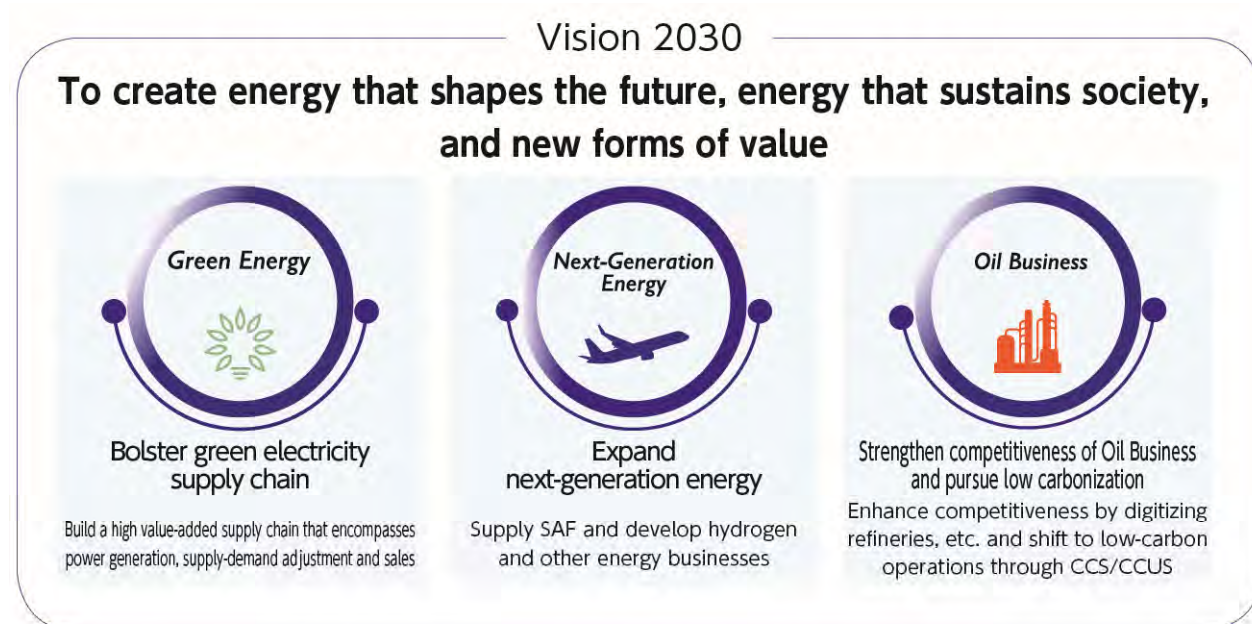 Vision 2030
To create energy that shapes the future, energy that sustains society,
and new forms of value
Green Energy
Bolster green electricity
supply chain
Build a high value-added supply chain that encompasses
power generation, supply-demand adjustment and sales
Next-Generation
Energy
Expand
next-generation energy
Supply SAF and develop hydrogen
and other energy businesses
Oil Business
Strengthen competitiveness of Oil Business
and pursue low carbonization
Enhance competitiveness by digitizing
refineries, etc. and shift to low-carbon
operations through CCS/CCUS